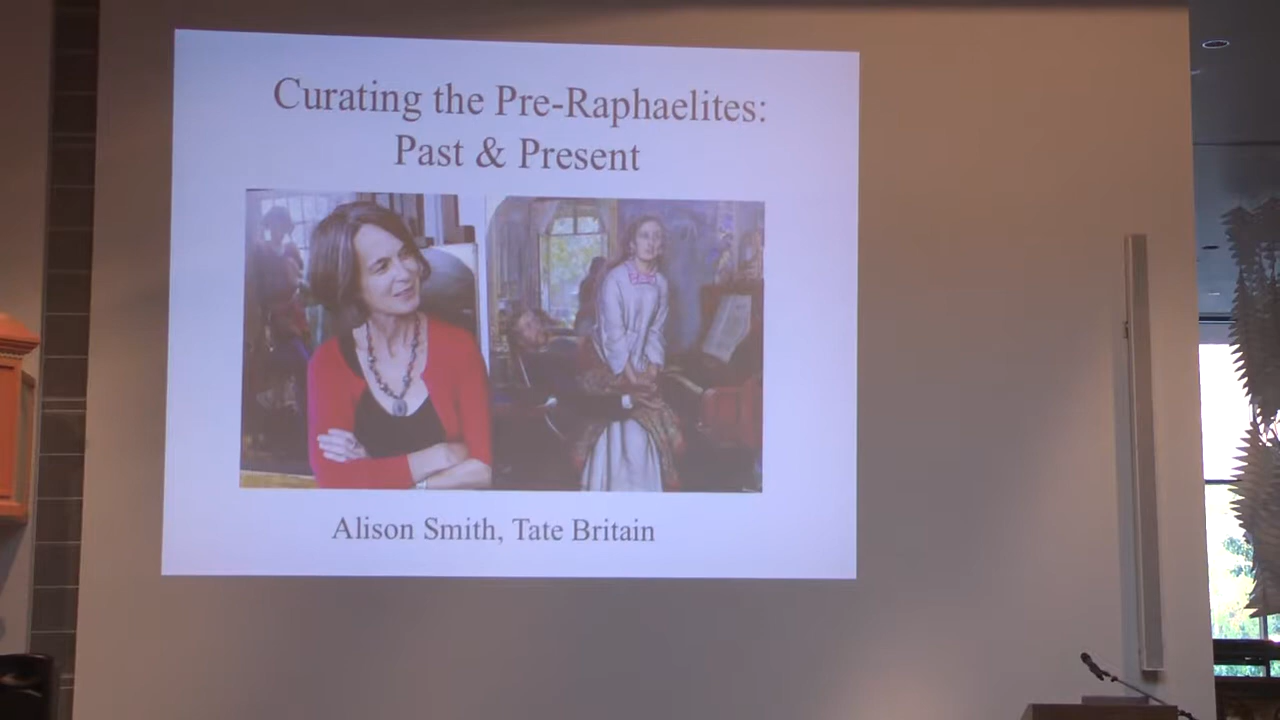 Curating the Pre-Raphaelites:
Past & Present
Alison Smith, Tate Britain